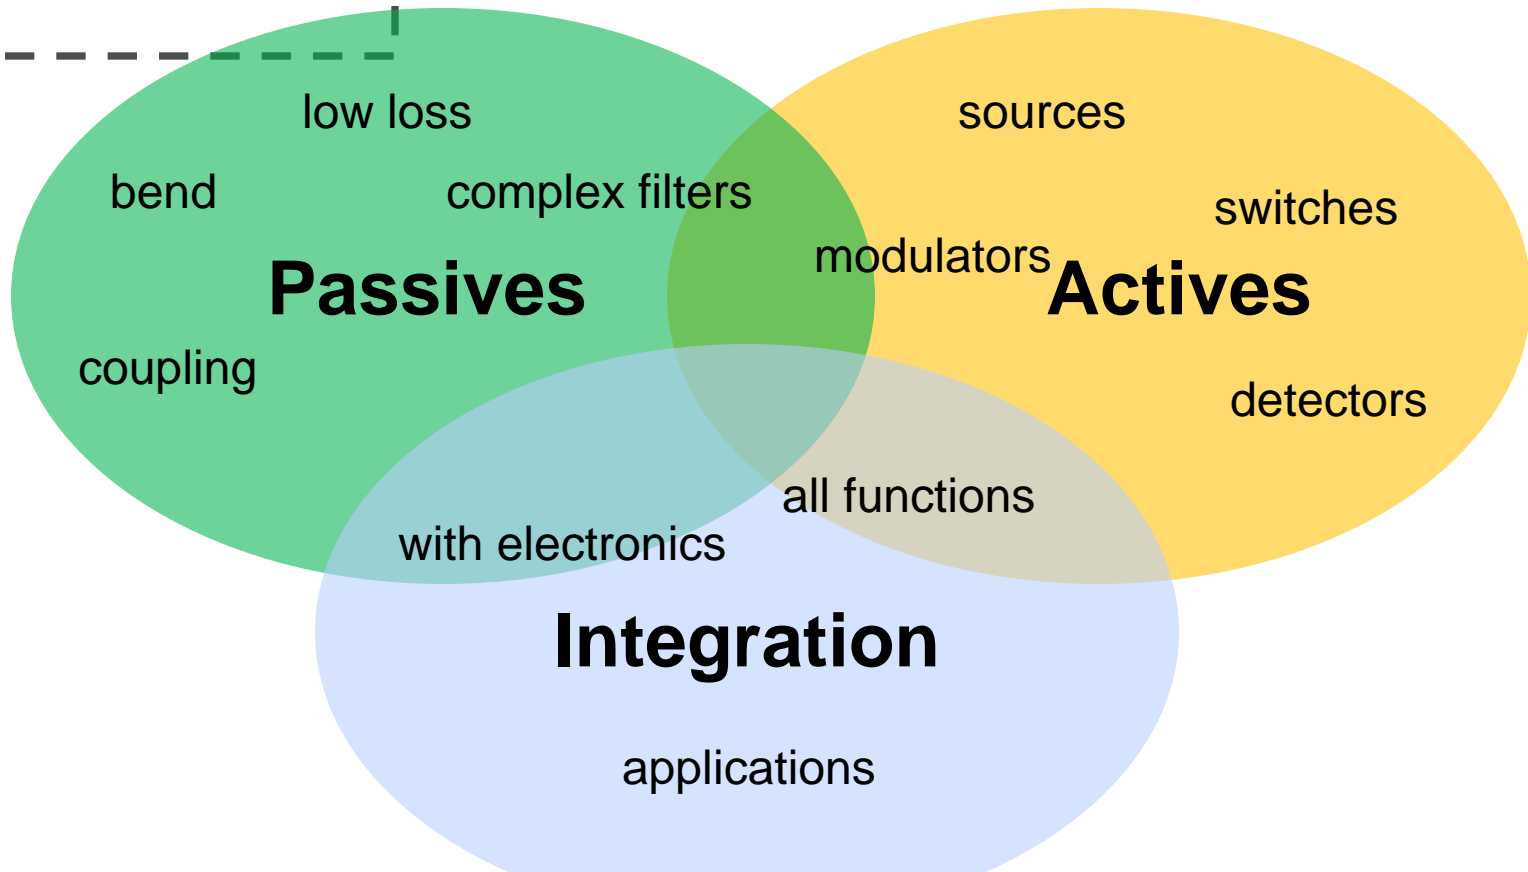 low loss
sources
bend
complex filters
switches
modulators
Passives
Actives
coupling
detectors
all functions
with electronics
Integration
applications